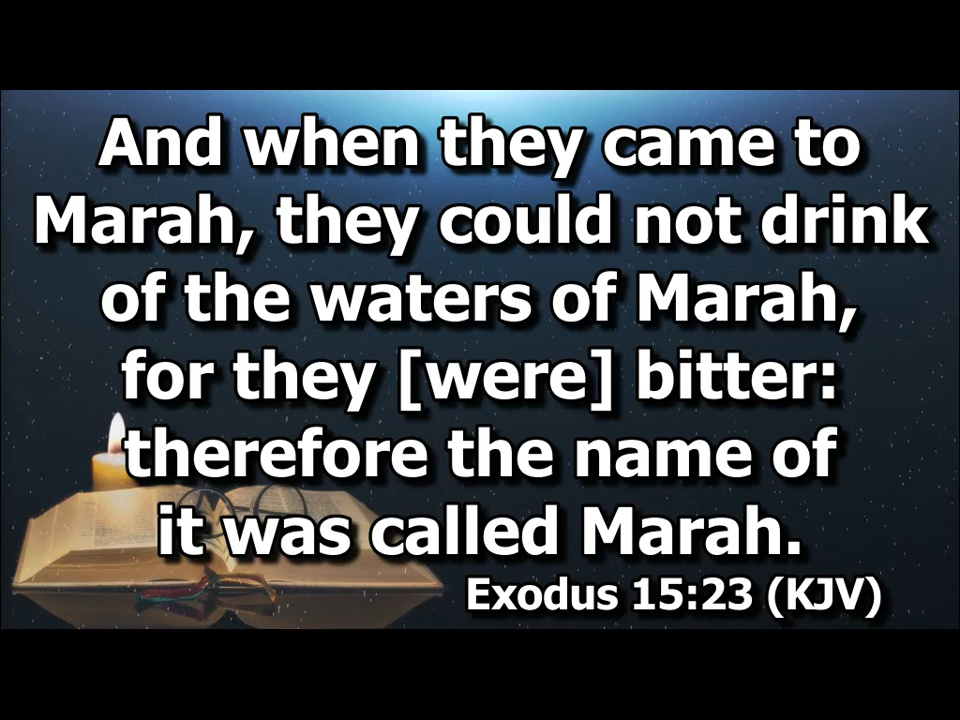 And when they came to
Marah, they could not drink
of the waters of Marah,
for they [were] bitter:
therefore the name of
it was called Marah.
Exodus 15:23 (KJV)